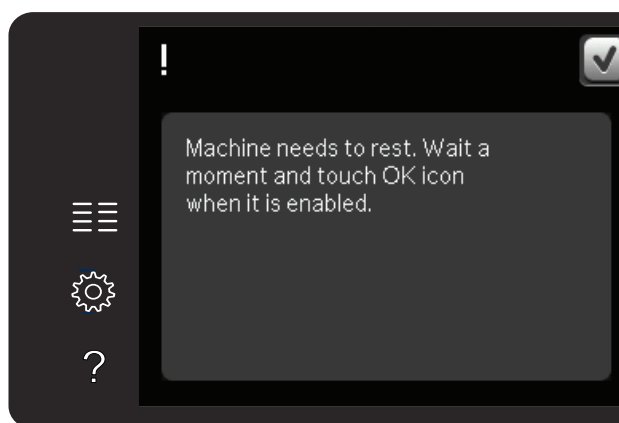 !
Machine needs to rest. Wait a
moment and touch OK icon
when it is enabled.
?